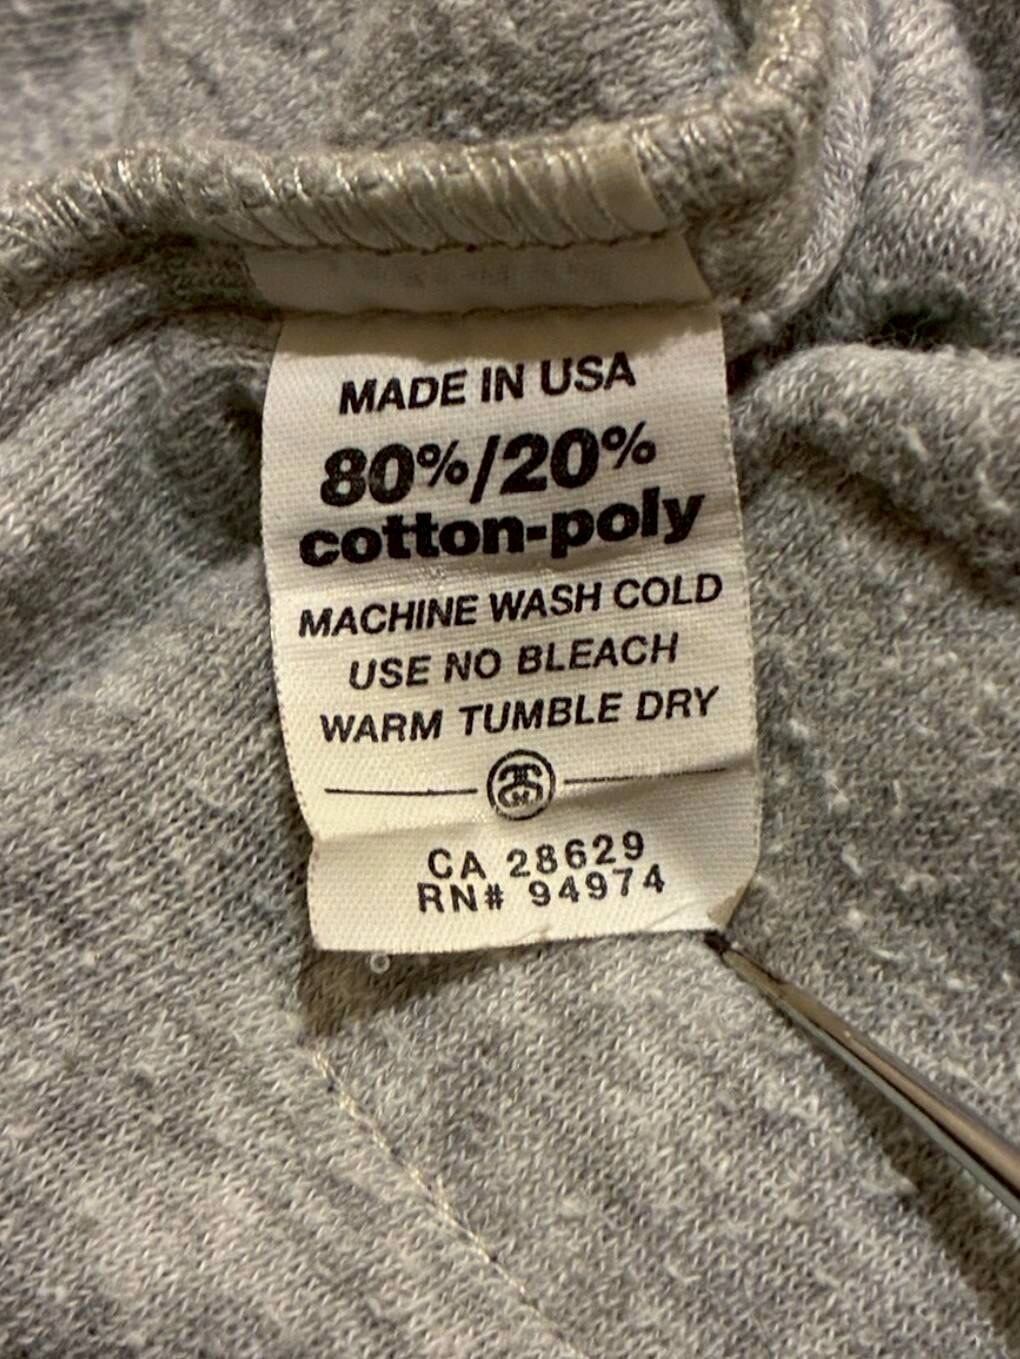 MADE IN USA
80%/20%
cotton-poly
MACHINE WASH COLD
USE NO BLEACH
WARM TUMBLE DRY
CA 28629
RN# 94974